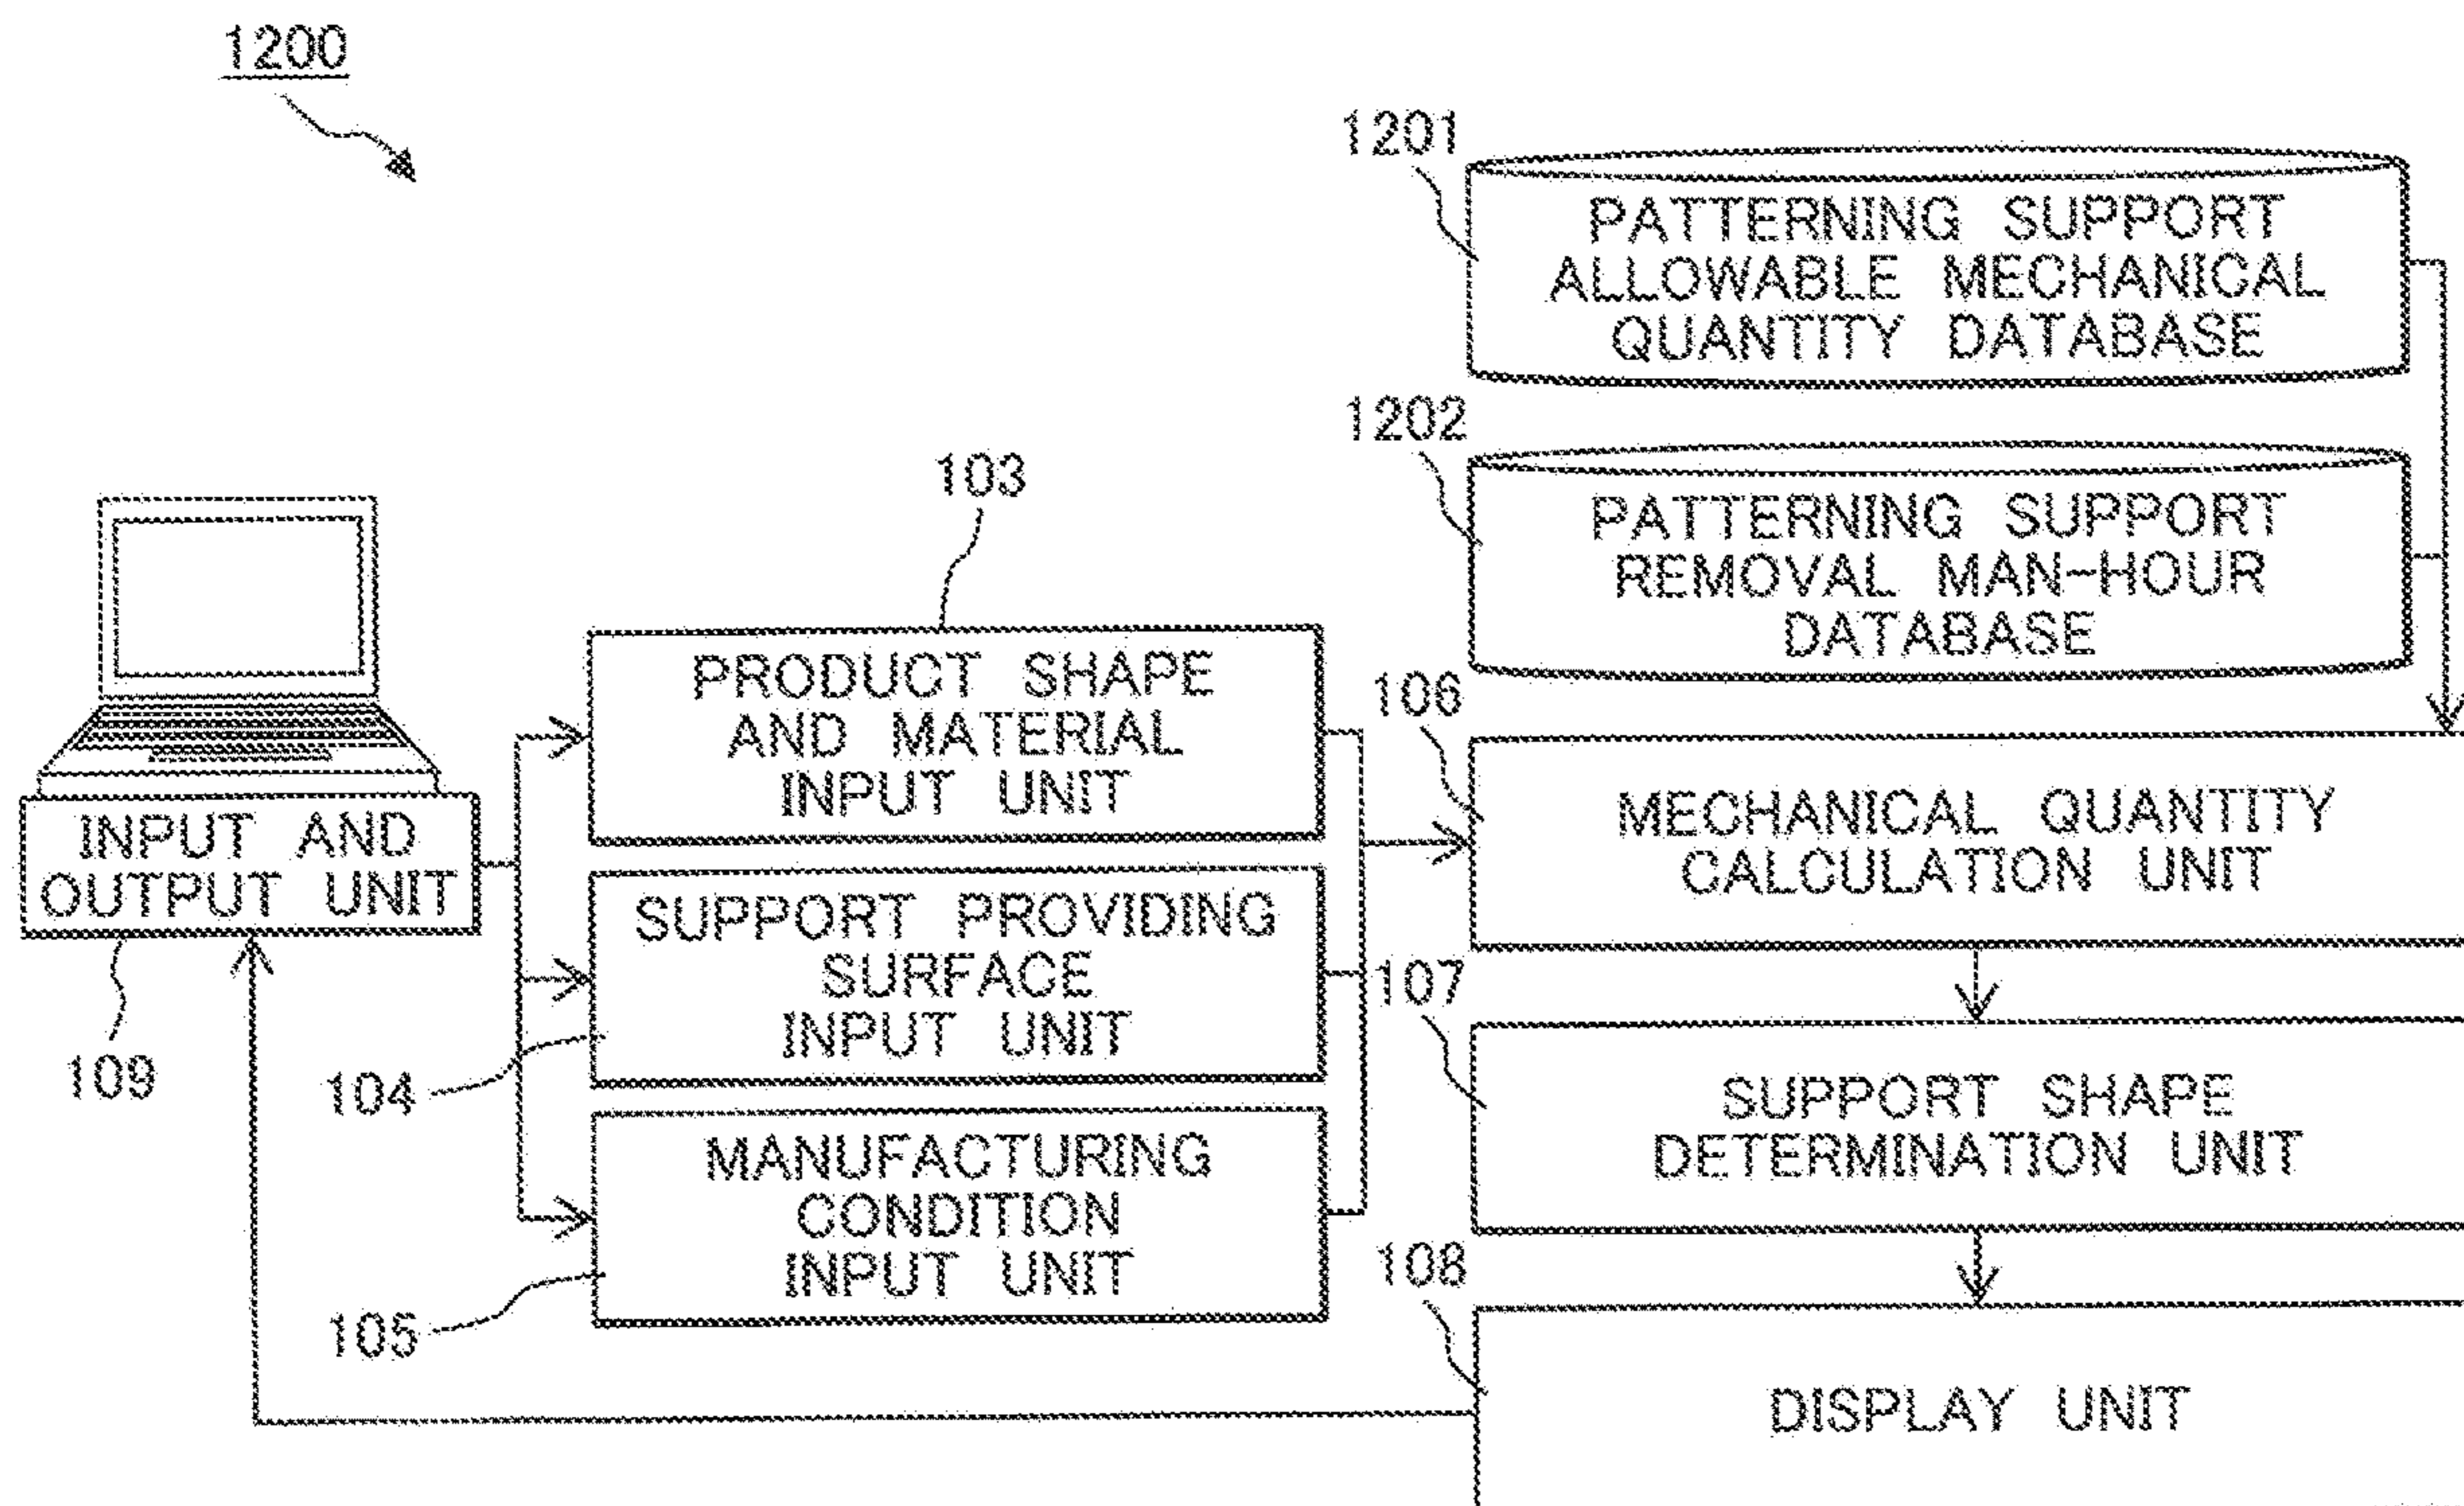 1200
1201
PATTERNING SUPPORT
ALLOWABLE MECHANICAL
QUANTITY DATABASE
1202
PATTERNING SUPPORT
REMOVAL MAN-HOUR
DATABASE
103
PRODUCT SHAPE
AND MATERIAL
INPUT UNIT
106
MECHANICAL QUANTITY
CALCULATION UNIT
INPUT AND
OUTPUT UNIT
109
SUPPORT PROVIDING
SURFACE
INPUT UNIT
104
107
SUPPORT SHAPE
DETERMINATION UNIT
MANUFACTURING
CONDITION
INPUT UNIT
105
108
DISPLAY UNIT